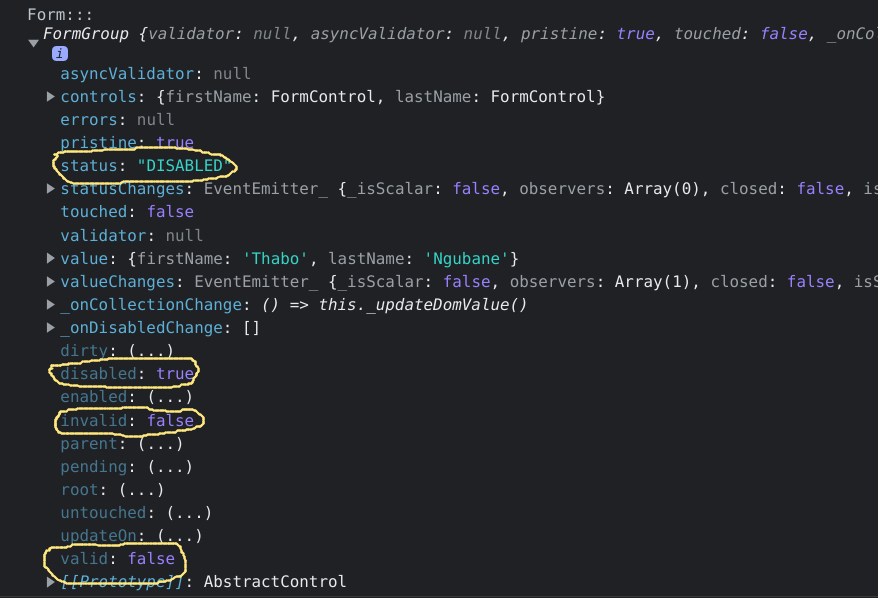 Form:::
FormGroup {validator: null, asyncValidator: null, pristine: true, touched: false, _onCol
i
asyncValidator: null
controls: {firstName: FormControl, lastName: FormControl}
errors: null
pristine: true
status: "DISABLED"
statusChanges: EventEmitter_ {_isScalar: false, observers: Array(0), closed: false, is
touched: false
validator: null
value: {firstName: 'Thabo', lastName: 'Ngubane'}
valueChanges: EventEmitter_ {_isScalar: false, observers: Array(1), closed: false, isS
_onCollectionChange: () => this._updateDomValue()
_onDisabledChange: []
dirty: (...)
disabled: true
enabled: (...)
invalid: false
parent: (...)
pending: (...)
root: (...)
untouched: (...)
updateOn: (...)
valid: false
[[Prototype]]: AbstractControl